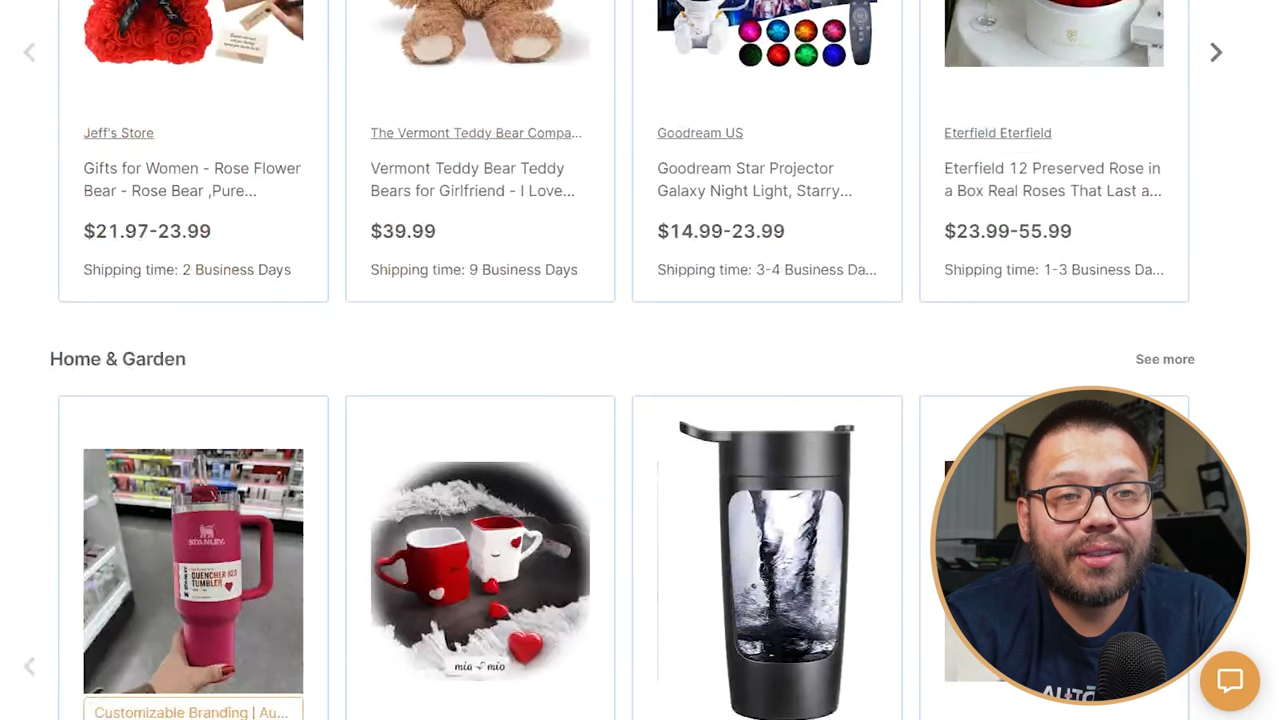 Jeff's Store
Gifts for Women - Rose Flower
Bear - Rose Bear ,Pure...
$21.97-23.99
Shipping time: 2 Business Days
The Vermont Teddy Bear Compa...
Vermont Teddy Bear Teddy
Bears for Girlfriend - I Love...
$39.99
Shipping time: 9 Business Days
Goodream US
Goodream Star Projector
Galaxy Night Light, Starry...
$14.99-23.99
Shipping time: 3-4 Business Da...
Eterfield Eterfield
Eterfield 12 Preserved Rose in
a Box Real Roses That Last a...
$23.99-55.99
Shipping time: 1-3 Business Da...
Home & Garden
See more
STANLEY
STANLEY
QUENCHER H2.0
TUMBLER
mia mio
Customizable Branding | Au...